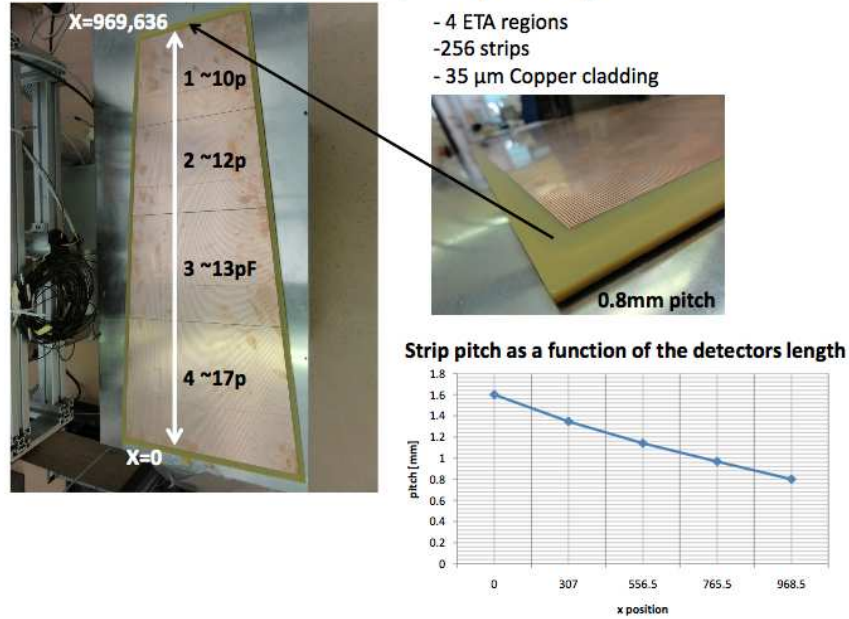 X=969,636
1 ~10p
2 ~12p
3 ~13pF
4 ~17p
X=0
- 4 ETA regions
-256 strips
- 35 μm Copper cladding
0.8mm pitch
Strip pitch as a function of the detectors length
pitch [mm]
1.8
1.6
1.4
1.2
1
0.8
0.6
0.4
0.2
0
0 307 556.5 765.5 968.5
x position